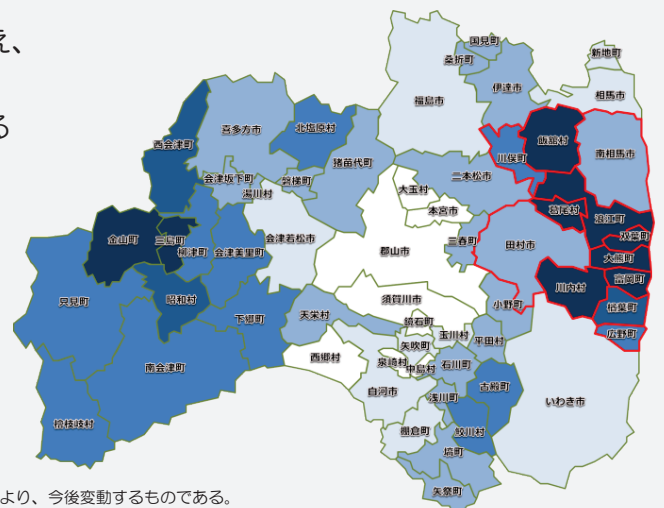 え、
る
国見町
桑折町
新地町
伊達市
福島市
相馬市
喜多方市
北塩原村
西会津町
猪苗代町
飯舘村
川俣町
南相馬市
会津坂下町
湯川村
磐梯町
二本松市
大玉村
本宮市
葛尾村
浪江町
双葉町
金山町
三島町
柳津町
会津美里町
会津若松市
郡山市
三春町
田村市
大熊町
富岡町
川内村
只見町
昭和村
下郷町
天栄村
須賀川市
小野町
楢葉町
広野町
鏡石町
玉川村
平田村
矢吹町
西郷村
泉崎村
中島村
石川町
南会津町
白河市
浅川町
古殿町
いわき市
檜枝岐村
棚倉町
鮫川村
塙町
矢祭町
より、今後変動するものである。